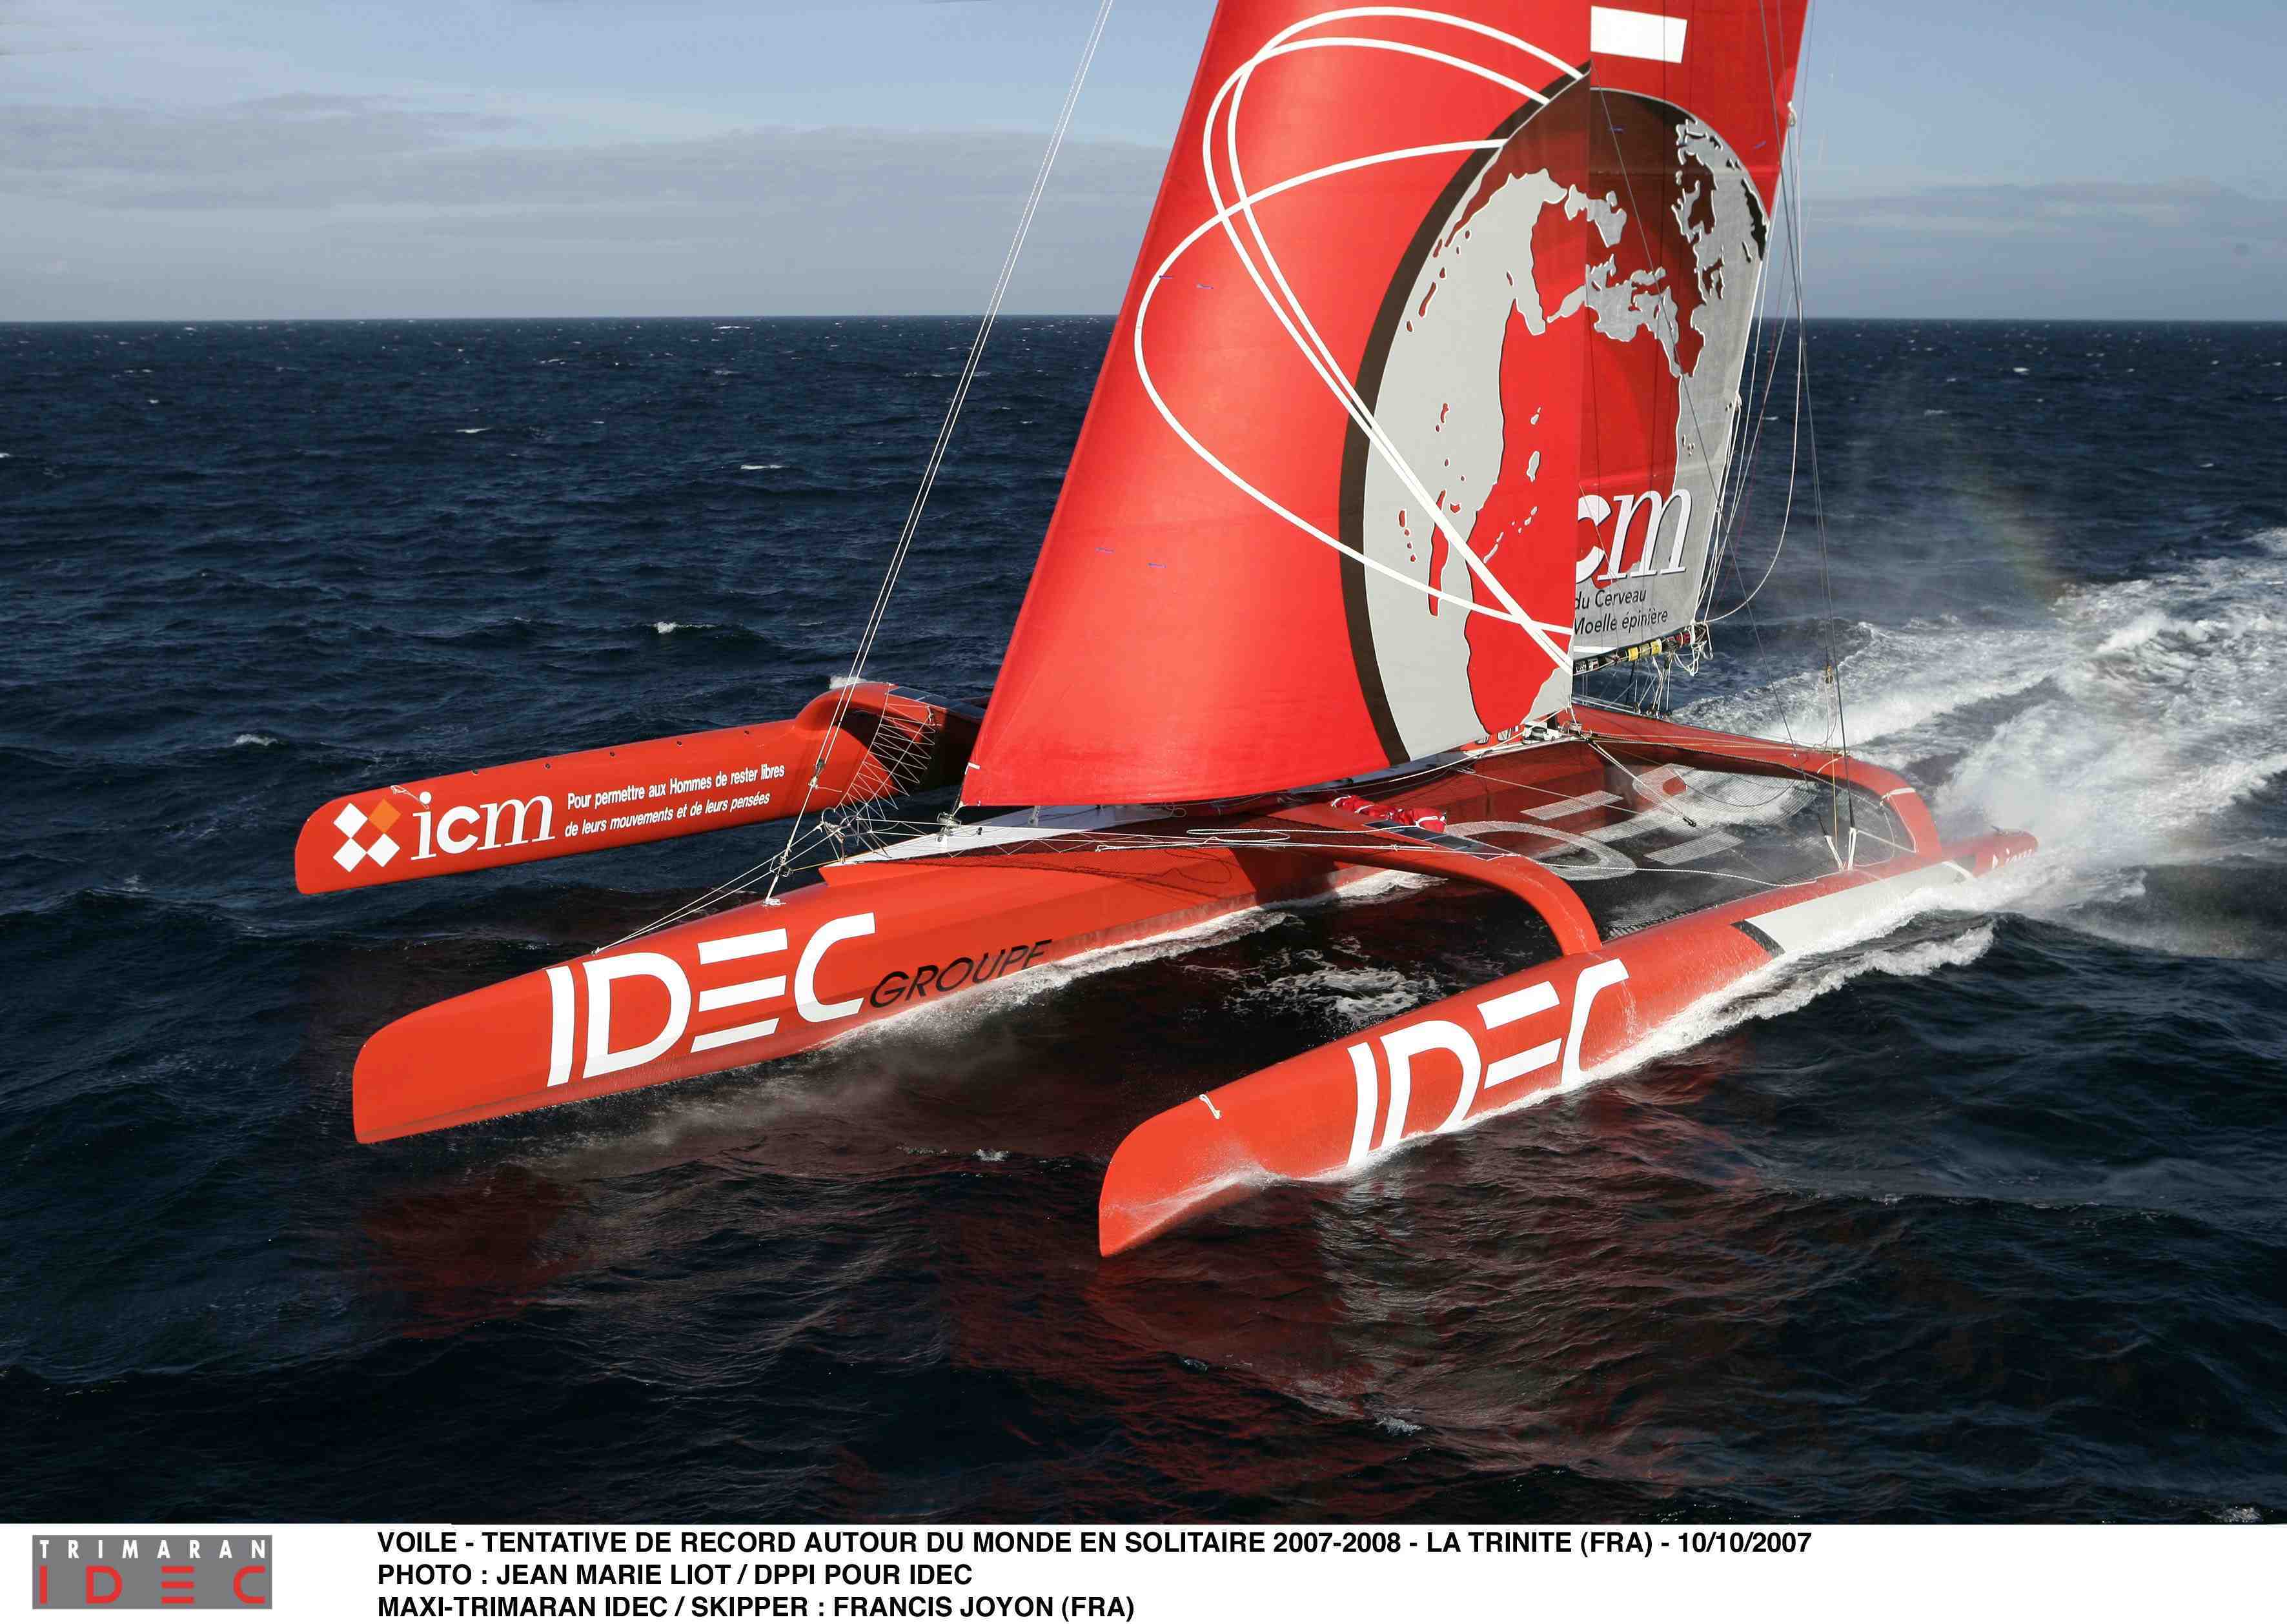 icm
du Cerveau
Moelle épinière
icm
Pour permettre aux Hommes de rester libres
de leurs mouvements et de leurs pensées
IDEC
GROUPE
IDEC
TRIMARAN
IDEC
VOILE - TENTATIVE DE RECORD AUTOUR DU MONDE EN SOLITAIRE 2007-2008 - LA TRINITE (FRA) - 10/10/2007
PHOTO : JEAN MARIE LIOT / DPPI POUR IDEC
MAXI-TRIMARAN IDEC / SKIPPER : FRANCIS JOYON (FRA)